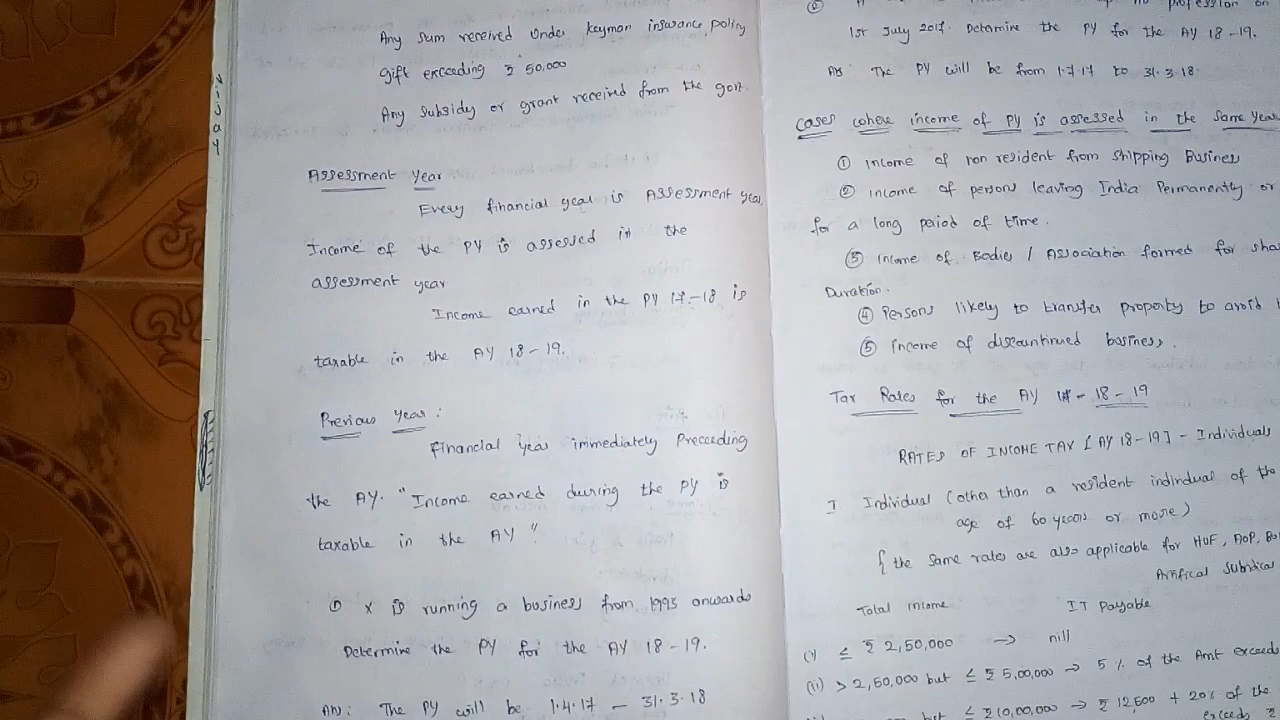 Any sum received under keyman insurance policy
gift exceeding ₹ 50,000
Any subsidy or grant received from the gov.
Assessment Year.
Every financial year is Assessment year
Income of the PY is assessed in the
assessment year
Income earned in the PY 17-18 is
taxable in the AY 18-19.
Previous Year:
Financial Year immediately Preceeding
the AY. "Income earned during the PY is
taxable in the AY"
① X is running a business from 1995 onwards
Determine the PY for the AY 18-19.
Ans: The PY will be 1.4.17 - 31.3.18
② profession on
1st July 2017. Determine the PY for the AY 18-19.
Ans: The PY will be from 1.7.17 to 31.3.18.
Cases where income of PY is assessed in the same year
① Income of non resident from shipping Business
② Income of persons leaving India Permanently or
for a long period of time.
③ Income of Bodies / Association formed for
Duration.
④ Persons likely to transfer property to avoid
⑤ income of discountinued business.
Tax Rates for the AY 18-19
RATES OF INCOME TAX [AY 18-19] - Individuals
I Individual (other than a resident individual of the
age of 60 years or more)
{ the same rates are also applicable for HUF, AOP,
Artifical
Total Income IT Payable
(i) ≤ ₹ 2,50,000 → nill
(ii) > 2,50,000 but ≤ ₹ 5,00,000 → 5 % of the Amt exceeds
but ≤ ₹10,00,000 → ₹ 12,500 + 20% of the
exceeds